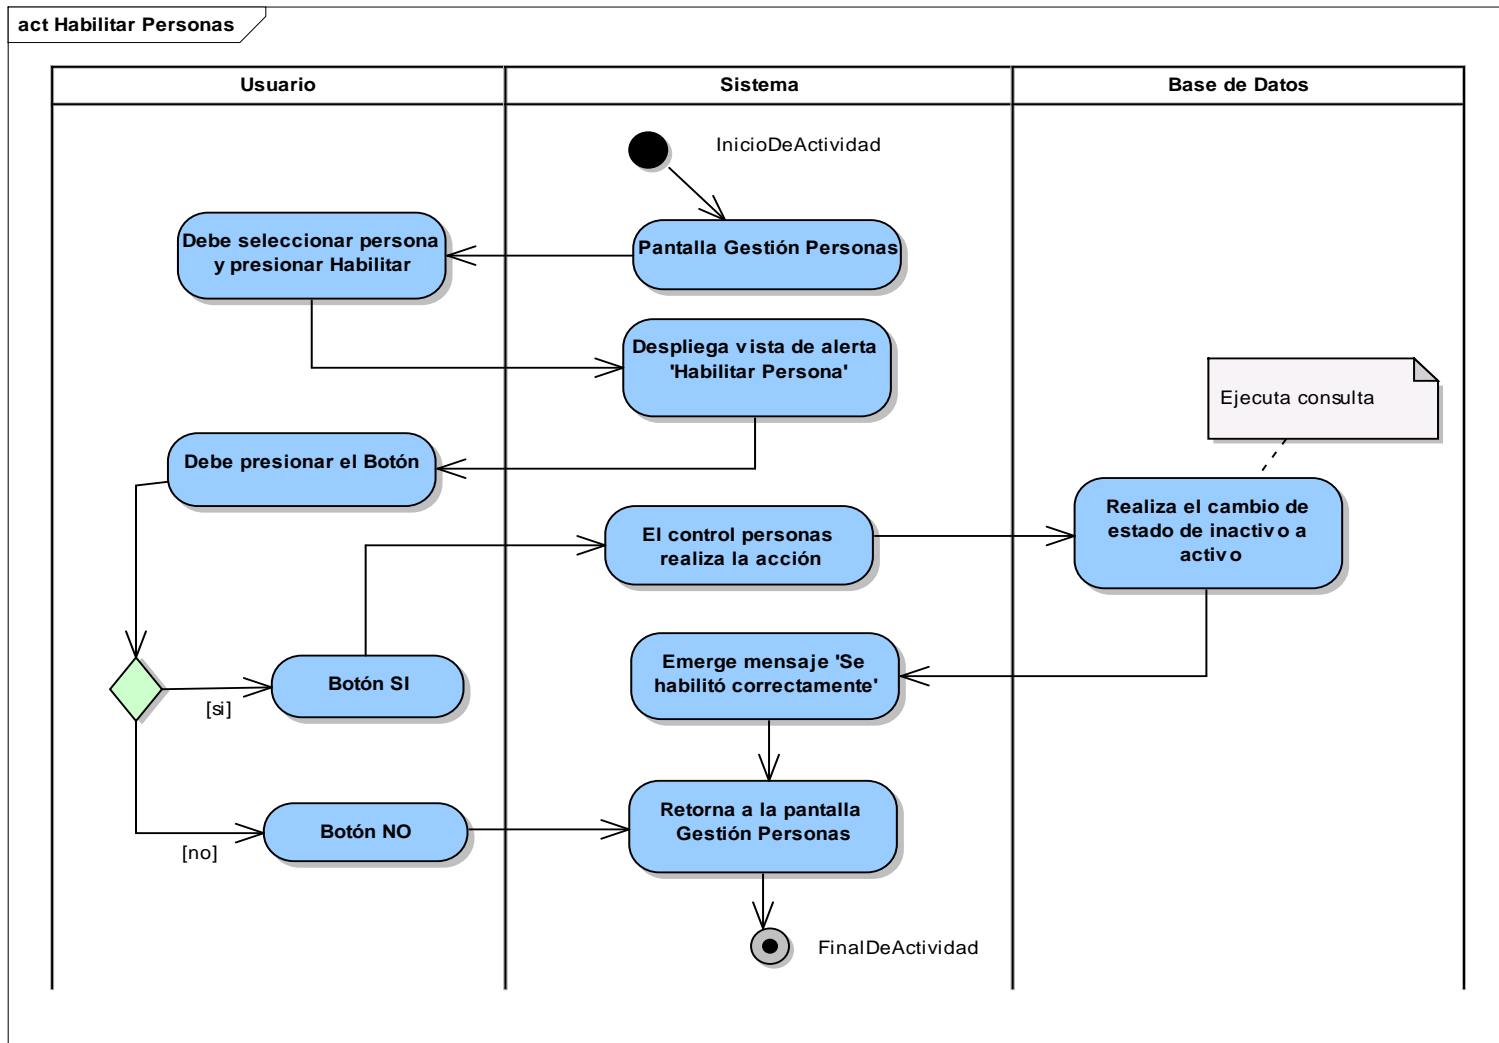 act Habilitar Personas
Usuario
Sistema
Base de Datos
InicioDeActividad
Debe seleccionar persona
y presionar Habilitar
Pantalla Gestión Personas
Despliega vista de alerta
'Habilitar Persona'
Ejecuta consulta
Debe presionar el Botón
El control personas
realiza la acción
Realiza el cambio de
estado de inactivo a
activo
Botón SI
[si]
Emerge mensaje 'Se
habilitó correctamente'
Botón NO
[no]
Retorna a la pantalla
Gestión Personas
FinalDeActividad